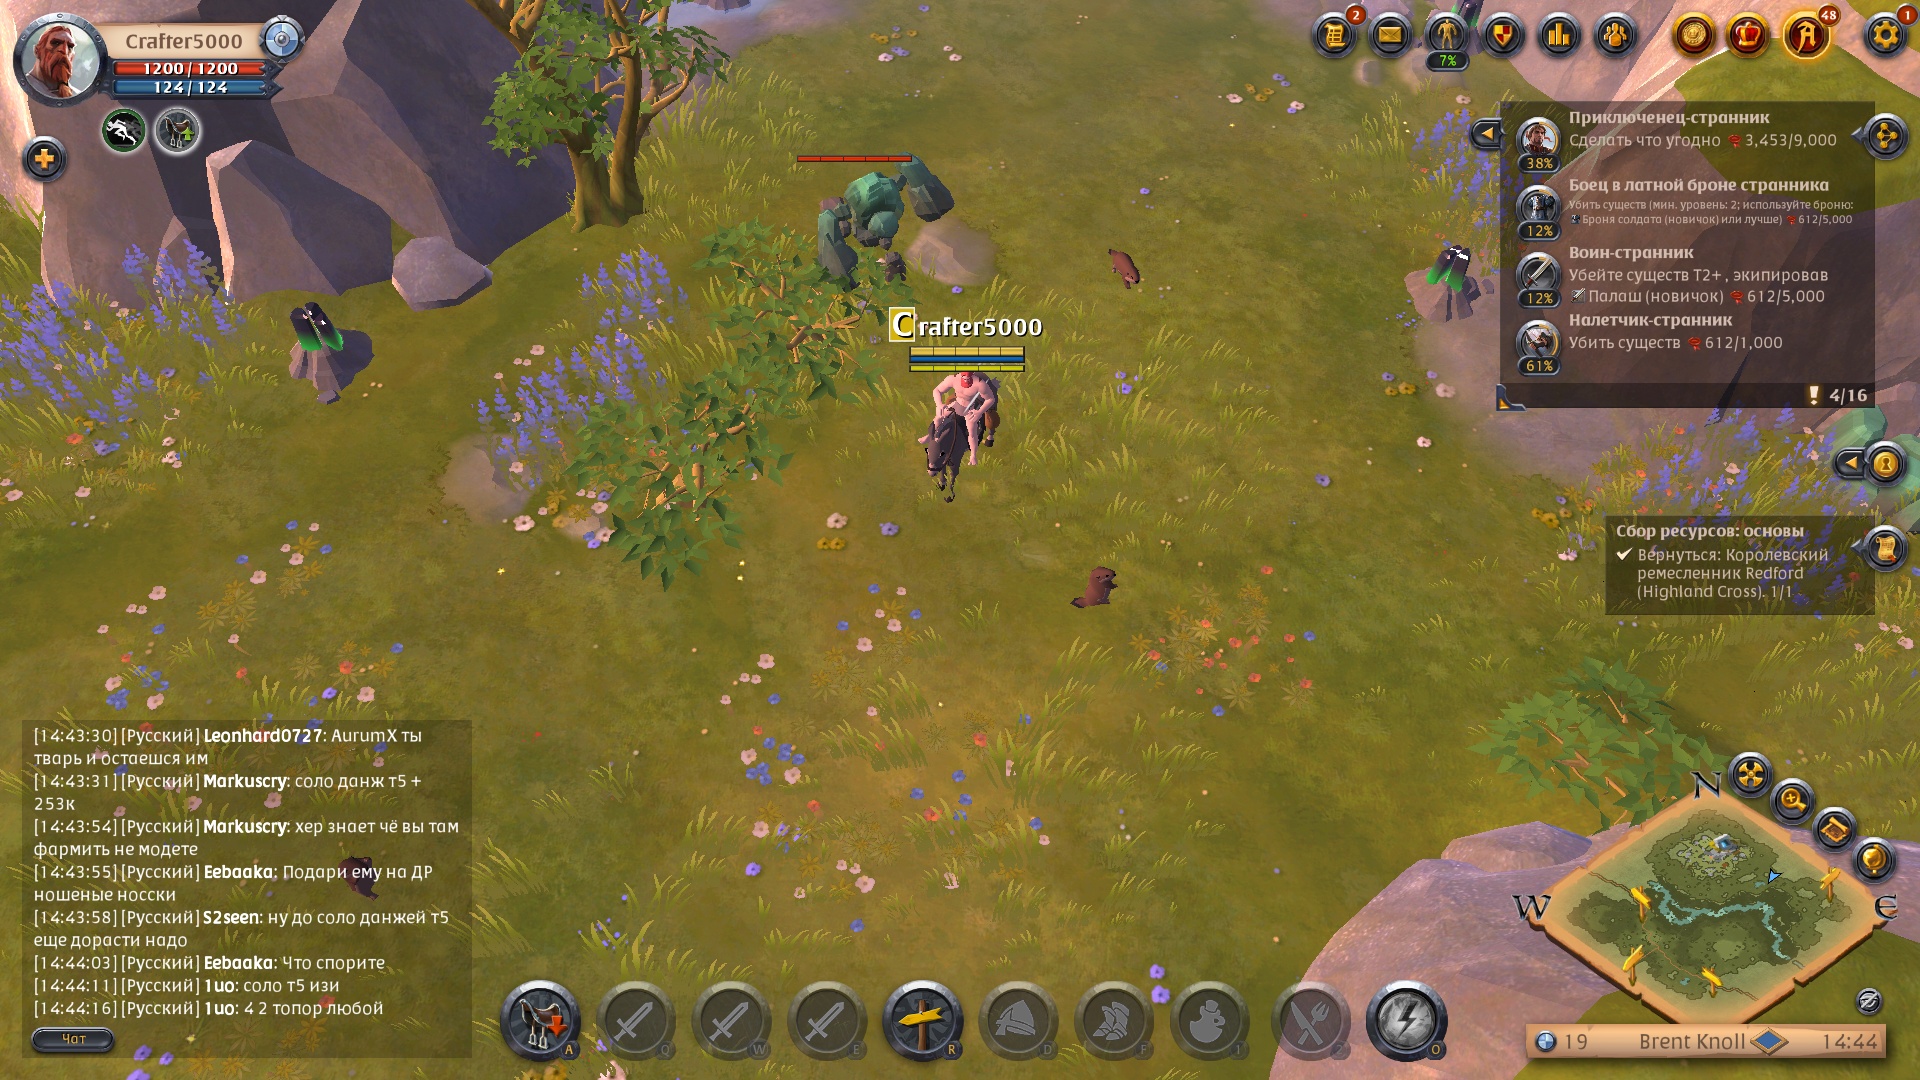 Crafter5000
1200/1200
124/124
2
7%
48
1
Приключенец-странник
Сделать что угодно 3,453/9,000
38%
Боец в латной броне странника
Убить существ (мин. уровень: 2; используйте броню:
Броня солдата (новичок) или лучше) 612/5,000
12%
Воин-странник
Убейте существ T2+, экипировав
Палаш (новичок) 612/5,000
12%
Налетчик-странник
Убить существ 612/1,000
61%
4/16
Crafter5000
Сбор ресурсов: основы
Вернуться: Королевский
ремесленник Redford
(Highland Cross). 1/1
[14:43:30] [Русский] Leonhard0727: AurumX ты
тварь и остаешся им
[14:43:31] [Русский] Markuscry: соло данж т5 +
253к
[14:43:54] [Русский] Markuscry: хер знает чё вы там
фармить не модете
[14:43:55] [Русский] Eebaaka: Подари ему на ДР
ношеные носски
[14:43:58] [Русский] S2seen: ну до соло данжей т5
еще дорасти надо
[14:44:03] [Русский] Eebaaka: Что спорите
[14:44:11] [Русский] 1uo: соло т5 изи
[14:44:16] [Русский] 1uo: 4 2 топор любой
Чат
A
Q
W
E
R
D
F
1
2
O
N
W
E
19
Brent Knoll
14:44